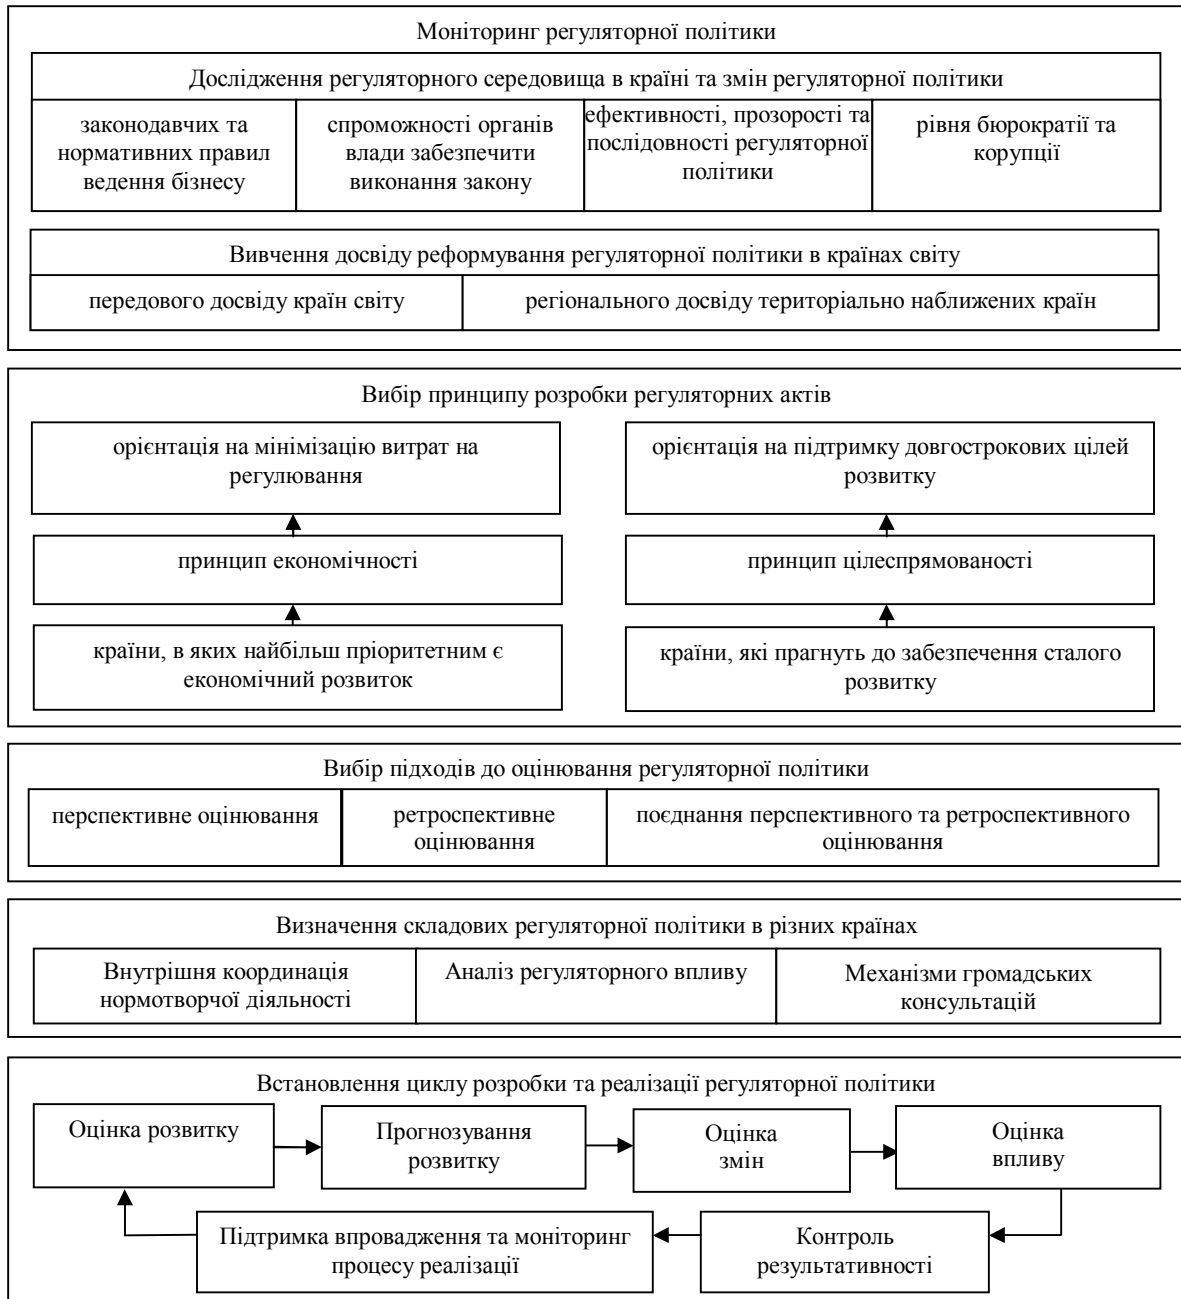 Моніторинг регуляторної політики
Дослідження регуляторного середовища в країні та змін регуляторної політики
законодавчих та
нормативних правил
ведення бізнесу
спроможності органів
влади забезпечити
виконання закону
ефективності, прозорості та
послідовності регуляторної
політики
рівня бюрократії та
корупції
Вивчення досвіду реформування регуляторної політики в країнах світу
передового досвіду країн світу
регіонального досвіду територіально наближених країн
Вибір принципу розробки регуляторних актів
орієнтація на мінімізацію витрат на
регулювання
орієнтація на підтримку довгострокових цілей
розвитку
принцип економічності
принцип цілеспрямованості
країни, в яких найбільш пріоритетним є
економічний розвиток
країни, які прагнуть до забезпечення сталого
розвитку
Вибір підходів до оцінювання регуляторної політики
перспективне оцінювання
ретроспективне
оцінювання
поєднання перспективного та ретроспективного
оцінювання
Визначення складових регуляторної політики в різних країнах
Внутрішня координація
нормотворчої діяльності
Аналіз регуляторного впливу
Механізми громадських
консультацій
Встановлення циклу розробки та реалізації регуляторної політики
Оцінка розвитку
Прогнозування
розвитку
Оцінка
змін
Оцінка
впливу
Підтримка впровадження та моніторинг
процесу реалізації
Контроль
результативності